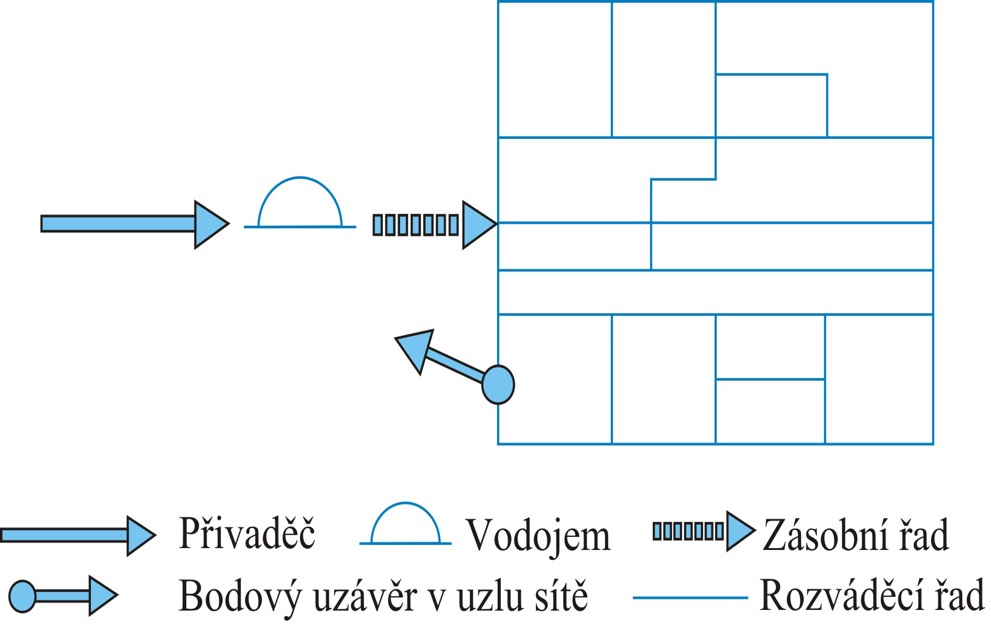 Přivaděč Vodojem Zásobní řad
Bodový uzávěr v uzlu sítě Rozváděcí řad